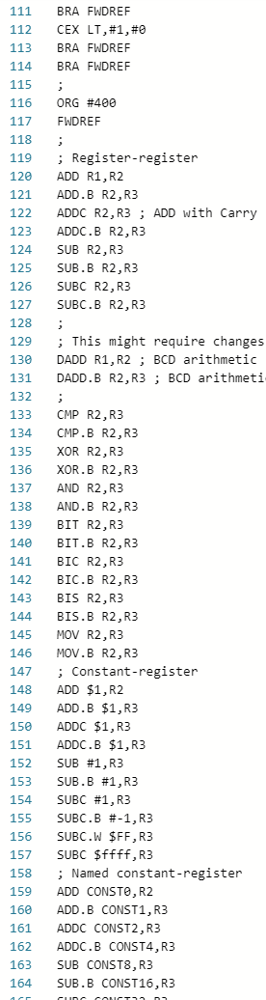 111 BRA FWDREF
112 CEX LT,#1,#0
113 BRA FWDREF
114 BRA FWDREF
115 ;
116 ORG #400
117 FWDREF
118 ;
119 ; Register-register
120 ADD R1,R2
121 ADD.B R2,R3
122 ADDC R2,R3 ; ADD with Carry
123 ADDC.B R2,R3
124 SUB R2,R3
125 SUB.B R2,R3
126 SUBC R2,R3
127 SUBC.B R2,R3
128 ;
129 ; This might require changes
130 DADD R1,R2 ; BCD arithmetic
131 DADD.B R2,R3 ; BCD arithmeti
132 ;
133 CMP R2,R3
134 CMP.B R2,R3
135 XOR R2,R3
136 XOR.B R2,R3
137 AND R2,R3
138 AND.B R2,R3
139 BIT R2,R3
140 BIT.B R2,R3
141 BIC R2,R3
142 BIC.B R2,R3
143 BIS R2,R3
144 BIS.B R2,R3
145 MOV R2,R3
146 MOV.B R2,R3
147 ; Constant-register
148 ADD $1,R2
149 ADD.B $1,R3
150 ADDC $1,R3
151 ADDC.B $1,R3
152 SUB #1,R3
153 SUB.B #1,R3
154 SUBC #1,R3
155 SUBC.B #-1,R3
156 SUBC.W $FF,R3
157 SUBC $ffff,R3
158 ; Named constant-register
159 ADD CONST0,R2
160 ADD.B CONST1,R3
161 ADDC CONST2,R3
162 ADDC.B CONST4,R3
163 SUB CONST8,R3
164 SUB.B CONST16,R3